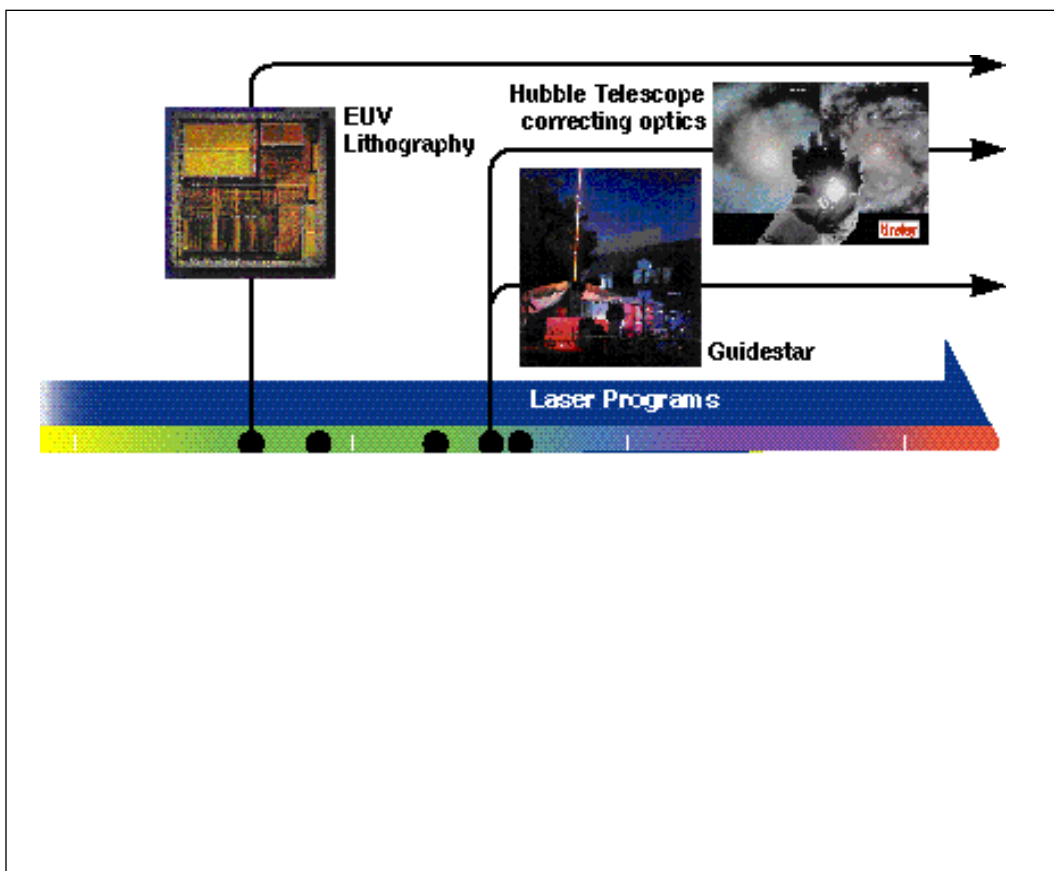 EUV
Lithography
Hubble Telescope
correcting optics
Guidestar
Laser Programs